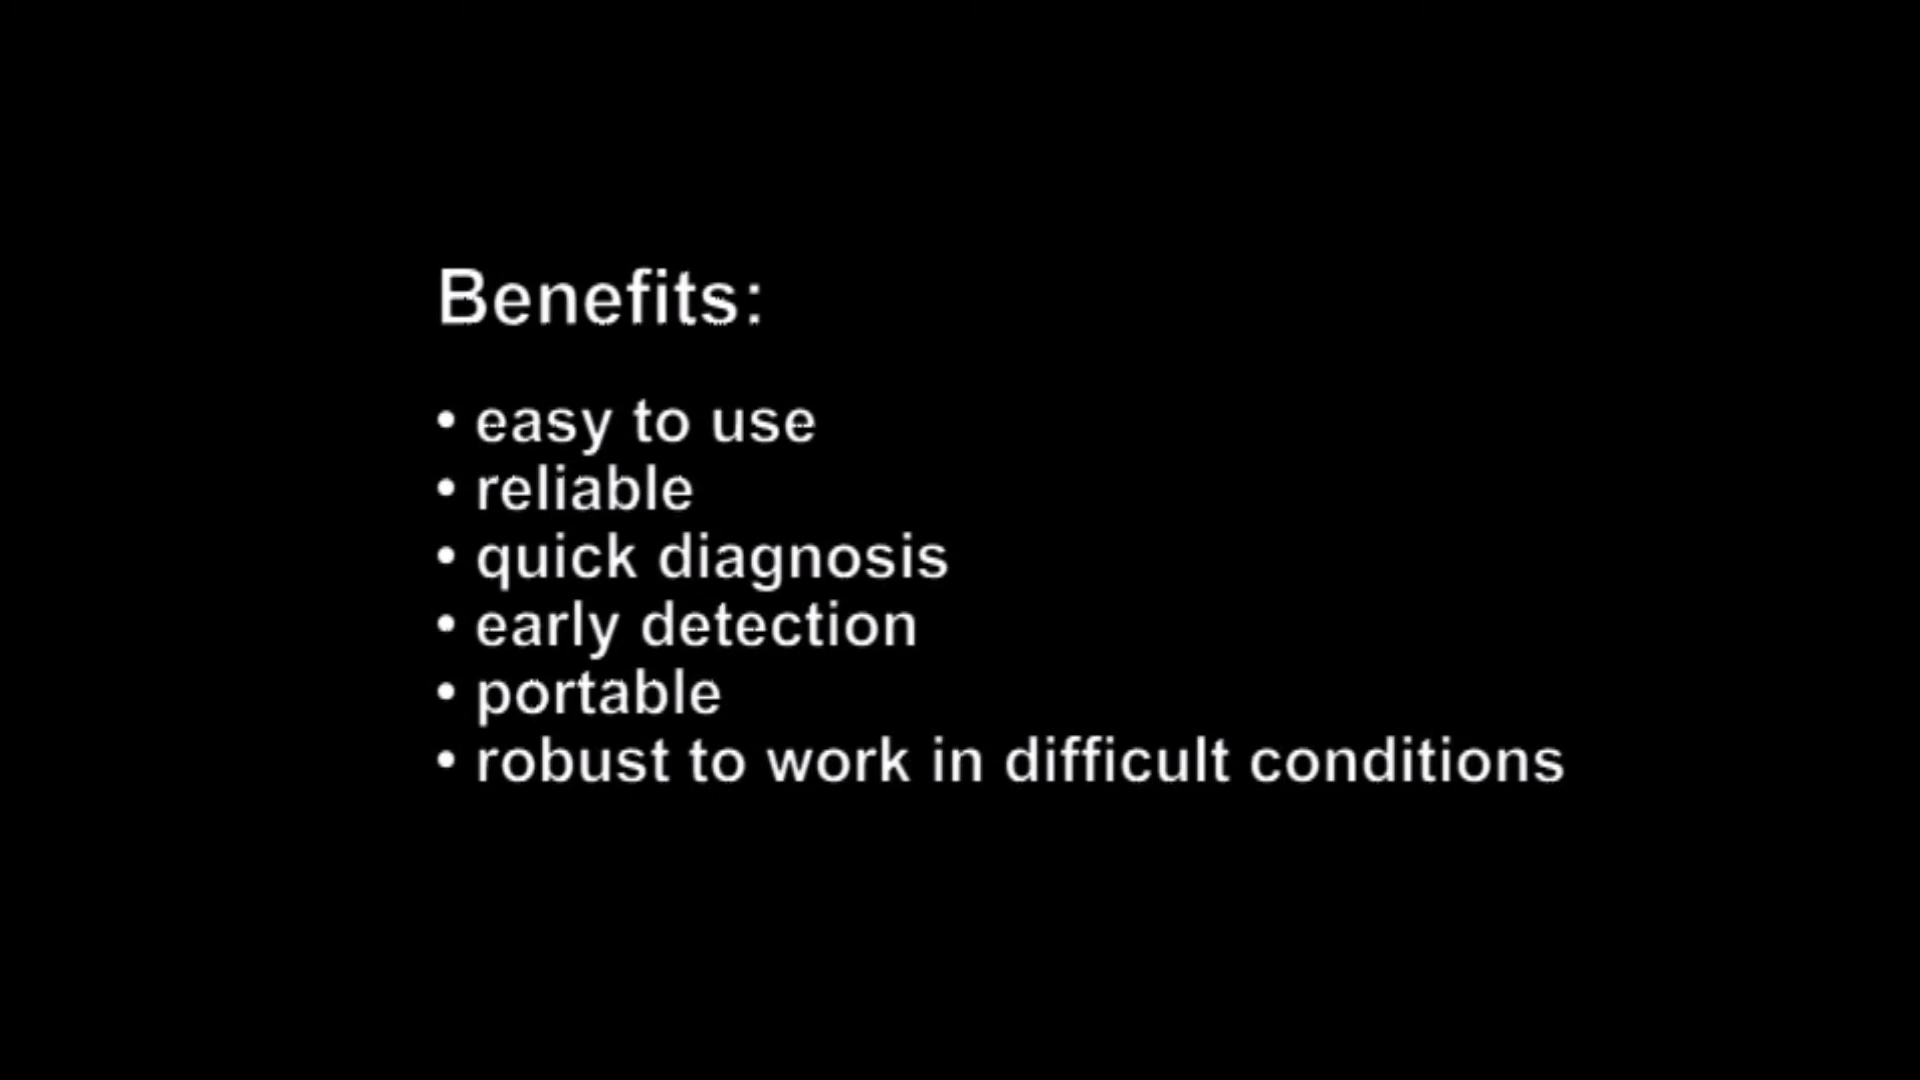 Benefits:
• easy to use
• reliable
• quick diagnosis
• early detection
• portable
• robust to work in difficult conditions